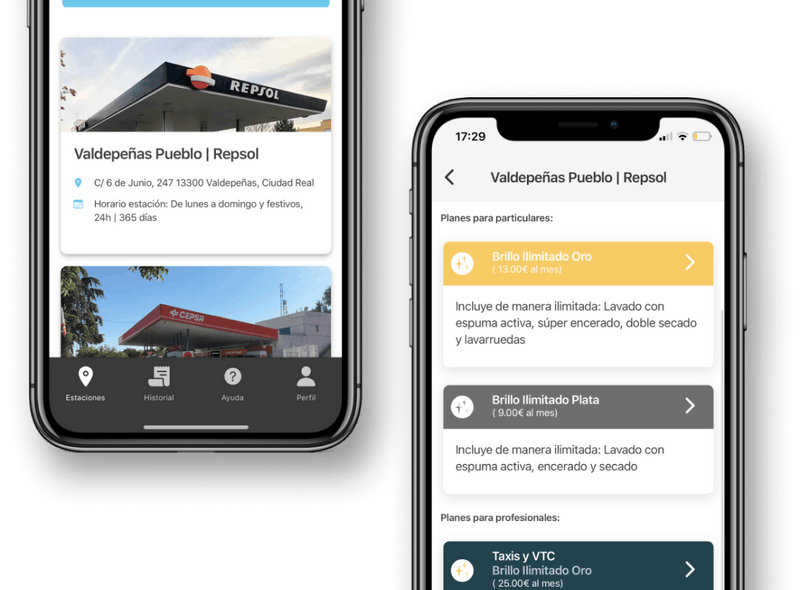 REPSOL
Valdepeñas Pueblo | Repsol
C/ 6 de Junio, 247 13300 Valdepeñas, Ciudad Real
Horario estación: De lunes a domingo y festivos,
24h | 365 días
CEPSA
Estaciones
Historial
?
Ayuda
Perfil
17:29
Valdepeñas Pueblo | Repsol
Planes para particulares:
Brillo Ilimitado Oro
( 13.00€ al mes)
Incluye de manera ilimitada: Lavado con
espuma activa, súper encerado, doble secado
y lavarruedas
Brillo Ilimitado Plata
( 9.00€ al mes)
Incluye de manera ilimitada: Lavado con
espuma activa, encerado y secado
Planes para profesionales:
Taxis y VTC
Brillo Ilimitado Oro
( 25.00€ al mes)